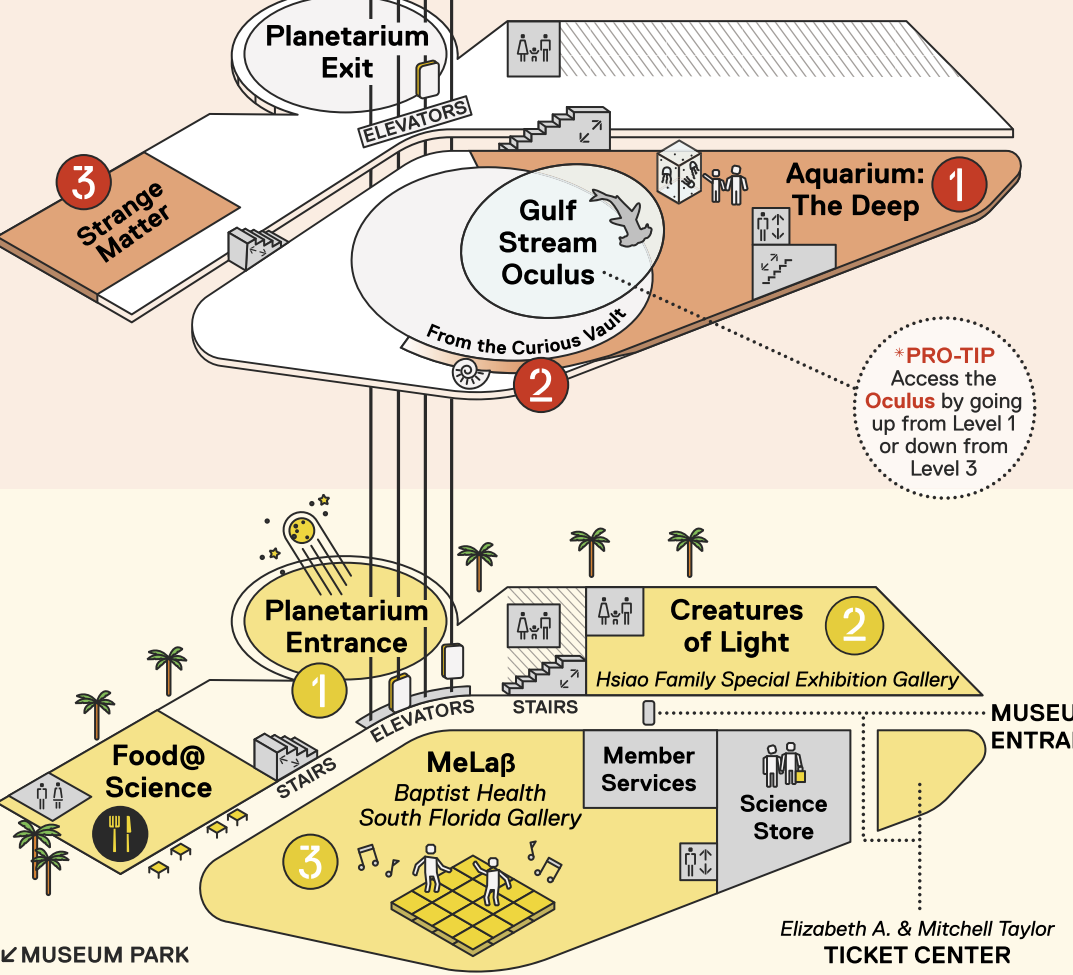 Planetarium
Exit
ELEVATORS
3
Strange
Matter
Aquarium:
The Deep
1
Gulf
Stream
Oculus
From the Curious Vault
2
*PRO-TIP
Access the
Oculus by going
up from Level 1
or down from
Level 3
Planetarium
Entrance
1
ELEVATORS
STAIRS
Creatures
of Light
2
Hsiao Family Special Exhibition Gallery
MUSEU
ENTRA
Food@
Science
STAIRS
MeLaβ
Baptist Health
South Florida Gallery
3
Member
Services
Science
Store
Elizabeth A. & Mitchell Taylor
TICKET CENTER
↙ MUSEUM PARK